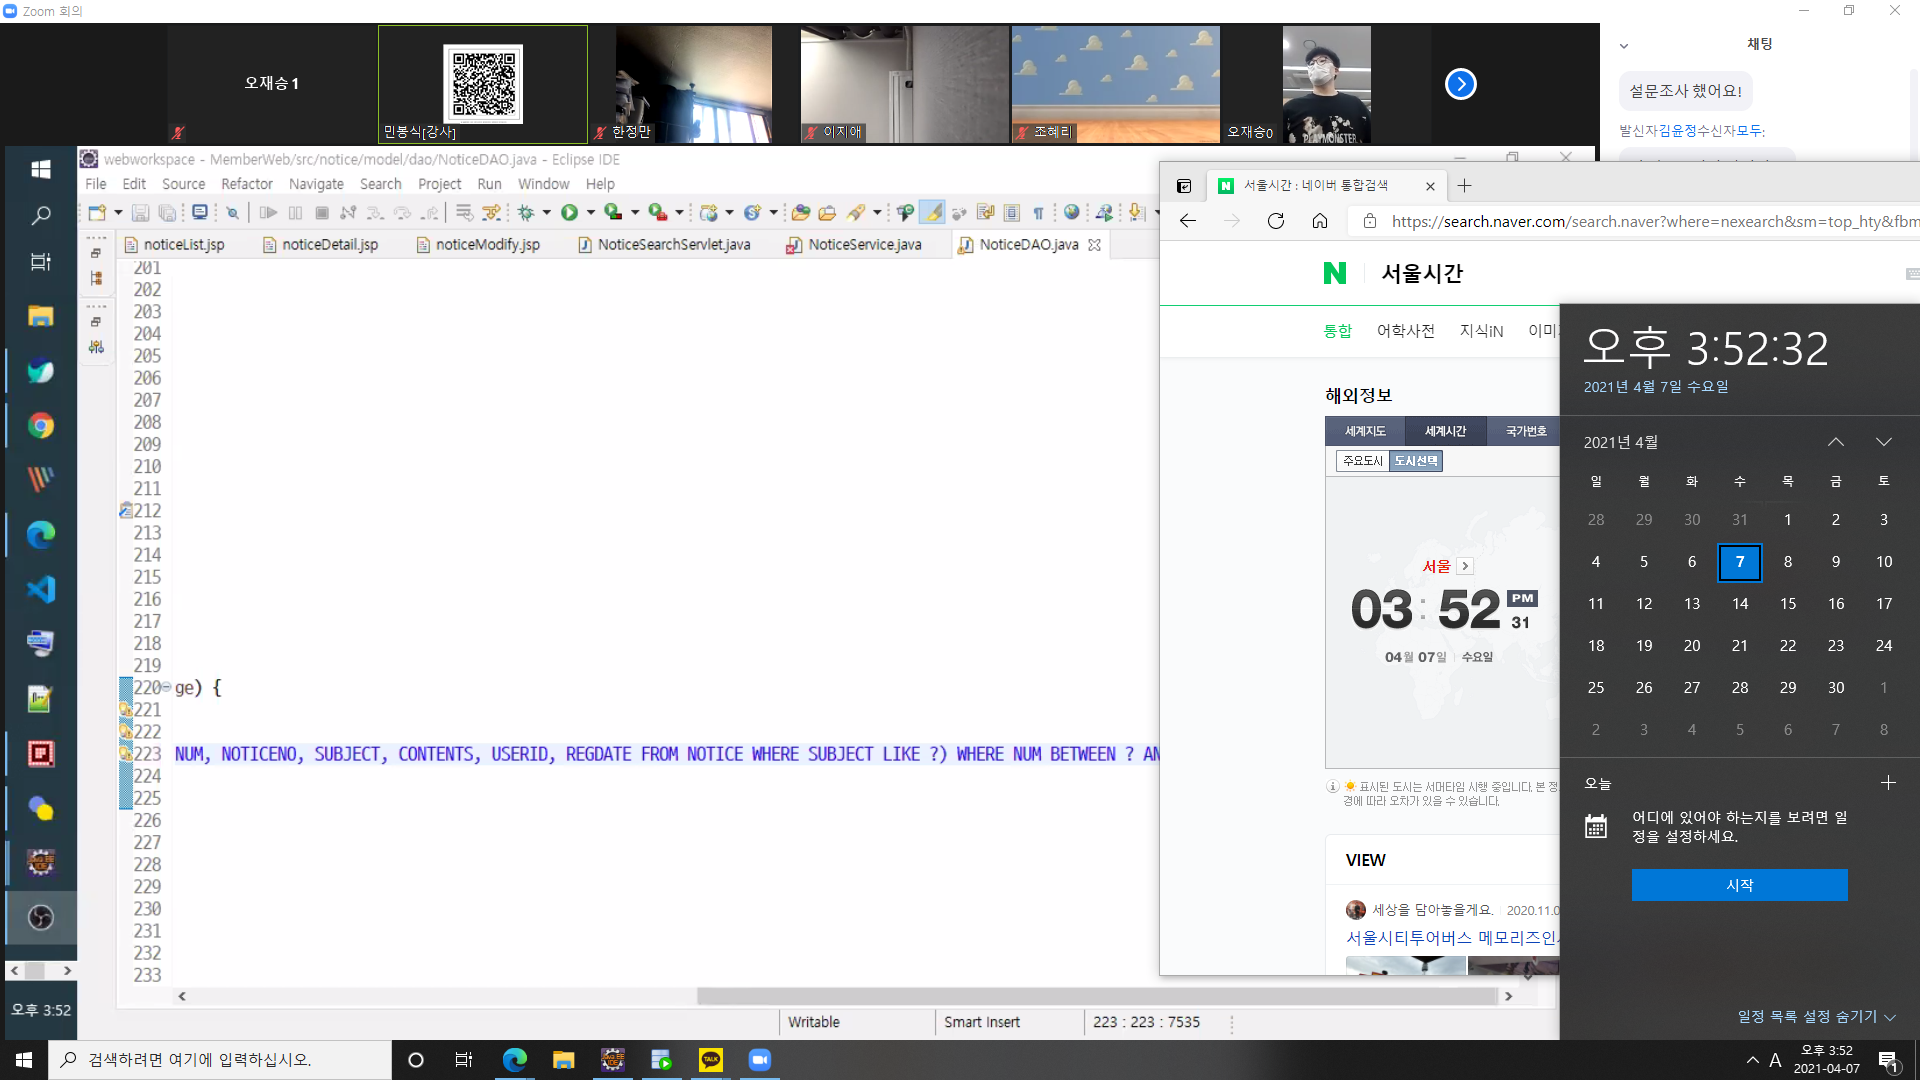 Zoom 회의
오재승1
민봉식[강사]
한정만
이지애
조혜리
오재승0
채팅
설문조사 했어요!
발신자김윤정수신자모두:
webworkspace - MemberWeb/src/notice/model/dao/NoticeDAO.java - Eclipse IDE
File Edit Source Refactor Navigate Search Project Run Window Help
noticeList.jsp noticeDetail.jsp noticeModify.jsp NoticeSearchServlet.java NoticeService.java NoticeDAO.java
201
202
203
204
205
206
207
208
209
210
211
212
213
214
215
216
217
218
219
220 ge) {
221
222
223 NUM, NOTICENO, SUBJECT, CONTENTS, USERID, REGDATE FROM NOTICE WHERE SUBJECT LIKE ?) WHERE NUM BETWEEN ? AN
224
225
226
227
228
229
230
231
232
233
Writable Smart Insert 223 : 223 : 7535
오후 3:52
서울시간 : 네이버 통합검색
https://search.naver.com/search.naver?where=nexearch&sm=top_hty&fbm
N 서울시간
통합 어학사전 지식iN 이미
해외정보
세계지도 세계시간 국가번호
주요도시 도시선택
서울
03:52 PM 31
04월 07일 수요일
표시된 도시는 서머타임 시행 중입니다. 본 정
경에 따라 오차가 있을 수 있습니다.
VIEW
세상을 담아놓을게요. 2020.11.0
서울시티투어버스 메모리즈인
오후 3:52:32
2021년 4월 7일 수요일
2021년 4월
일 월 화 수 목 금 토
28 29 30 31 1 2 3
4 5 6 7 8 9 10
11 12 13 14 15 16 17
18 19 20 21 22 23 24
25 26 27 28 29 30 1
2 3 4 5 6 7 8
오늘
어디에 있어야 하는지를 보려면 일
정을 설정하세요.
시작
일정 목록 설정 숨기기
검색하려면 여기에 입력하십시오.
TALK
A
오후 3:52
2021-04-07
1